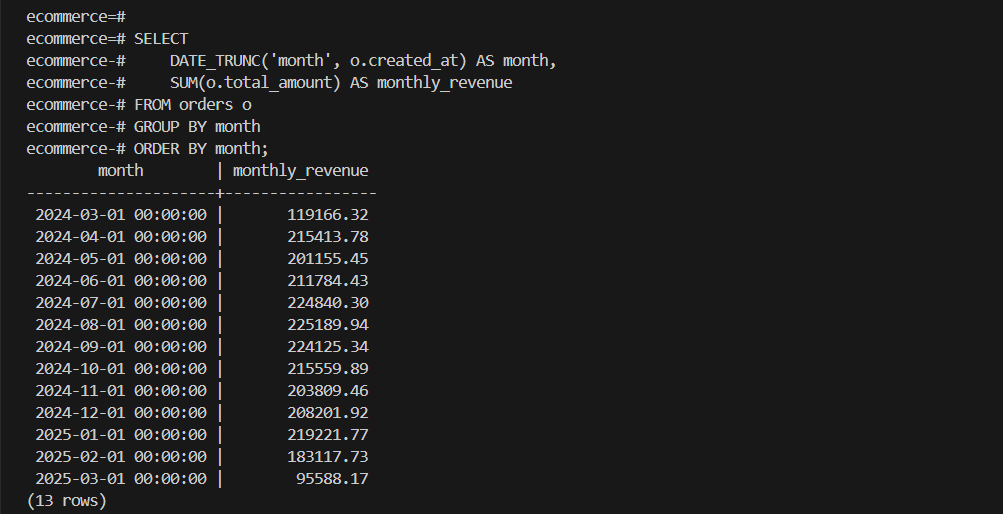 ecommerce=#
ecommerce=# SELECT
ecommerce-#     DATE_TRUNC('month', o.created_at) AS month,
ecommerce-#     SUM(o.total_amount) AS monthly_revenue
ecommerce-# FROM orders o
ecommerce-# GROUP BY month
ecommerce-# ORDER BY month;
        month        | monthly_revenue
---------------------+-----------------
 2024-03-01 00:00:00 |       119166.32
 2024-04-01 00:00:00 |       215413.78
 2024-05-01 00:00:00 |       201155.45
 2024-06-01 00:00:00 |       211784.43
 2024-07-01 00:00:00 |       224840.30
 2024-08-01 00:00:00 |       225189.94
 2024-09-01 00:00:00 |       224125.34
 2024-10-01 00:00:00 |       215559.89
 2024-11-01 00:00:00 |       203809.46
 2024-12-01 00:00:00 |       208201.92
 2025-01-01 00:00:00 |       219221.77
 2025-02-01 00:00:00 |       183117.73
 2025-03-01 00:00:00 |        95588.17
(13 rows)